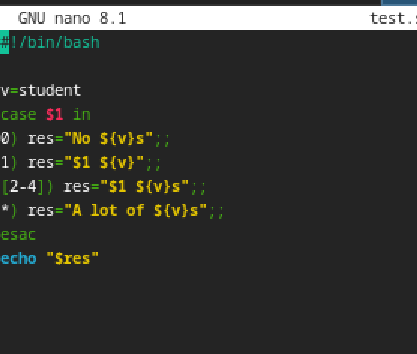 GNU nano 8.1 test.s
#!/bin/bash
v=student
case $1 in
0) res="No ${v}s";;
1) res="$1 ${v}";;
[2-4]) res="$1 ${v}s";;
*) res="A lot of ${v}s";;
esac
echo "$res"